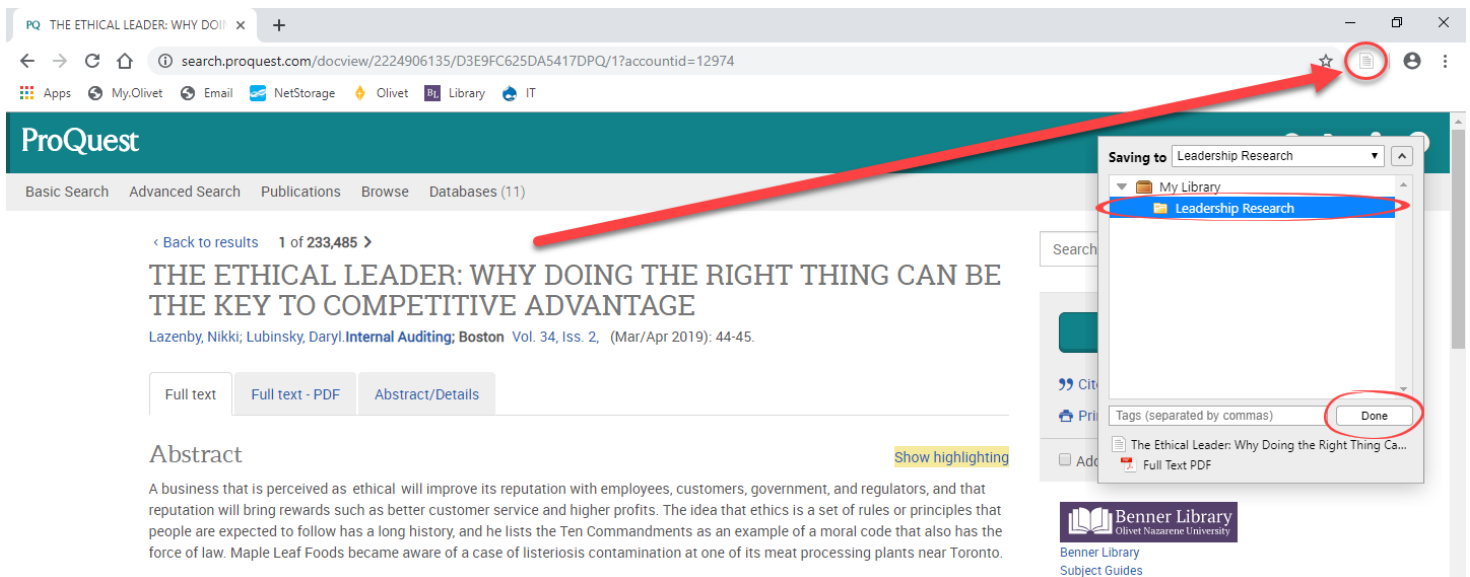 PQ THE ETHICAL LEADER: WHY DOIN
search.proquest.com/docview/2224906135/D3E9FC625DA5417DPQ/1?accountid=12974
Apps My.Olivet Email NetStorage Olivet BL Library IT
ProQuest
Saving to Leadership Research
My Library
Leadership Research
Basic Search Advanced Search Publications Browse Databases (11)
‹ Back to results 1 of 233,485 >
Search
THE ETHICAL LEADER: WHY DOING THE RIGHT THING CAN BE
THE KEY TO COMPETITIVE ADVANTAGE
Lazenby, Nikki; Lubinsky, Daryl.Internal Auditing; Boston Vol. 34, Iss. 2, (Mar/Apr 2019): 44-45.
Full text Full text - PDF Abstract/Details
Cit
Pri
Tags (separated by commas) Done
The Ethical Leader: Why Doing the Right Thing Ca...
Full Text PDF
Add
Abstract
Show highlighting
A business that is perceived as ethical will improve its reputation with employees, customers, government, and regulators, and that
reputation will bring rewards such as better customer service and higher profits. The idea that ethics is a set of rules or principles that
people are expected to follow has a long history, and he lists the Ten Commandments as an example of a moral code that also has the
force of law. Maple Leaf Foods became aware of a case of listeriosis contamination at one of its meat processing plants near Toronto.
Benner Library
Olivet Nazarene University
Benner Library
Subject Guides